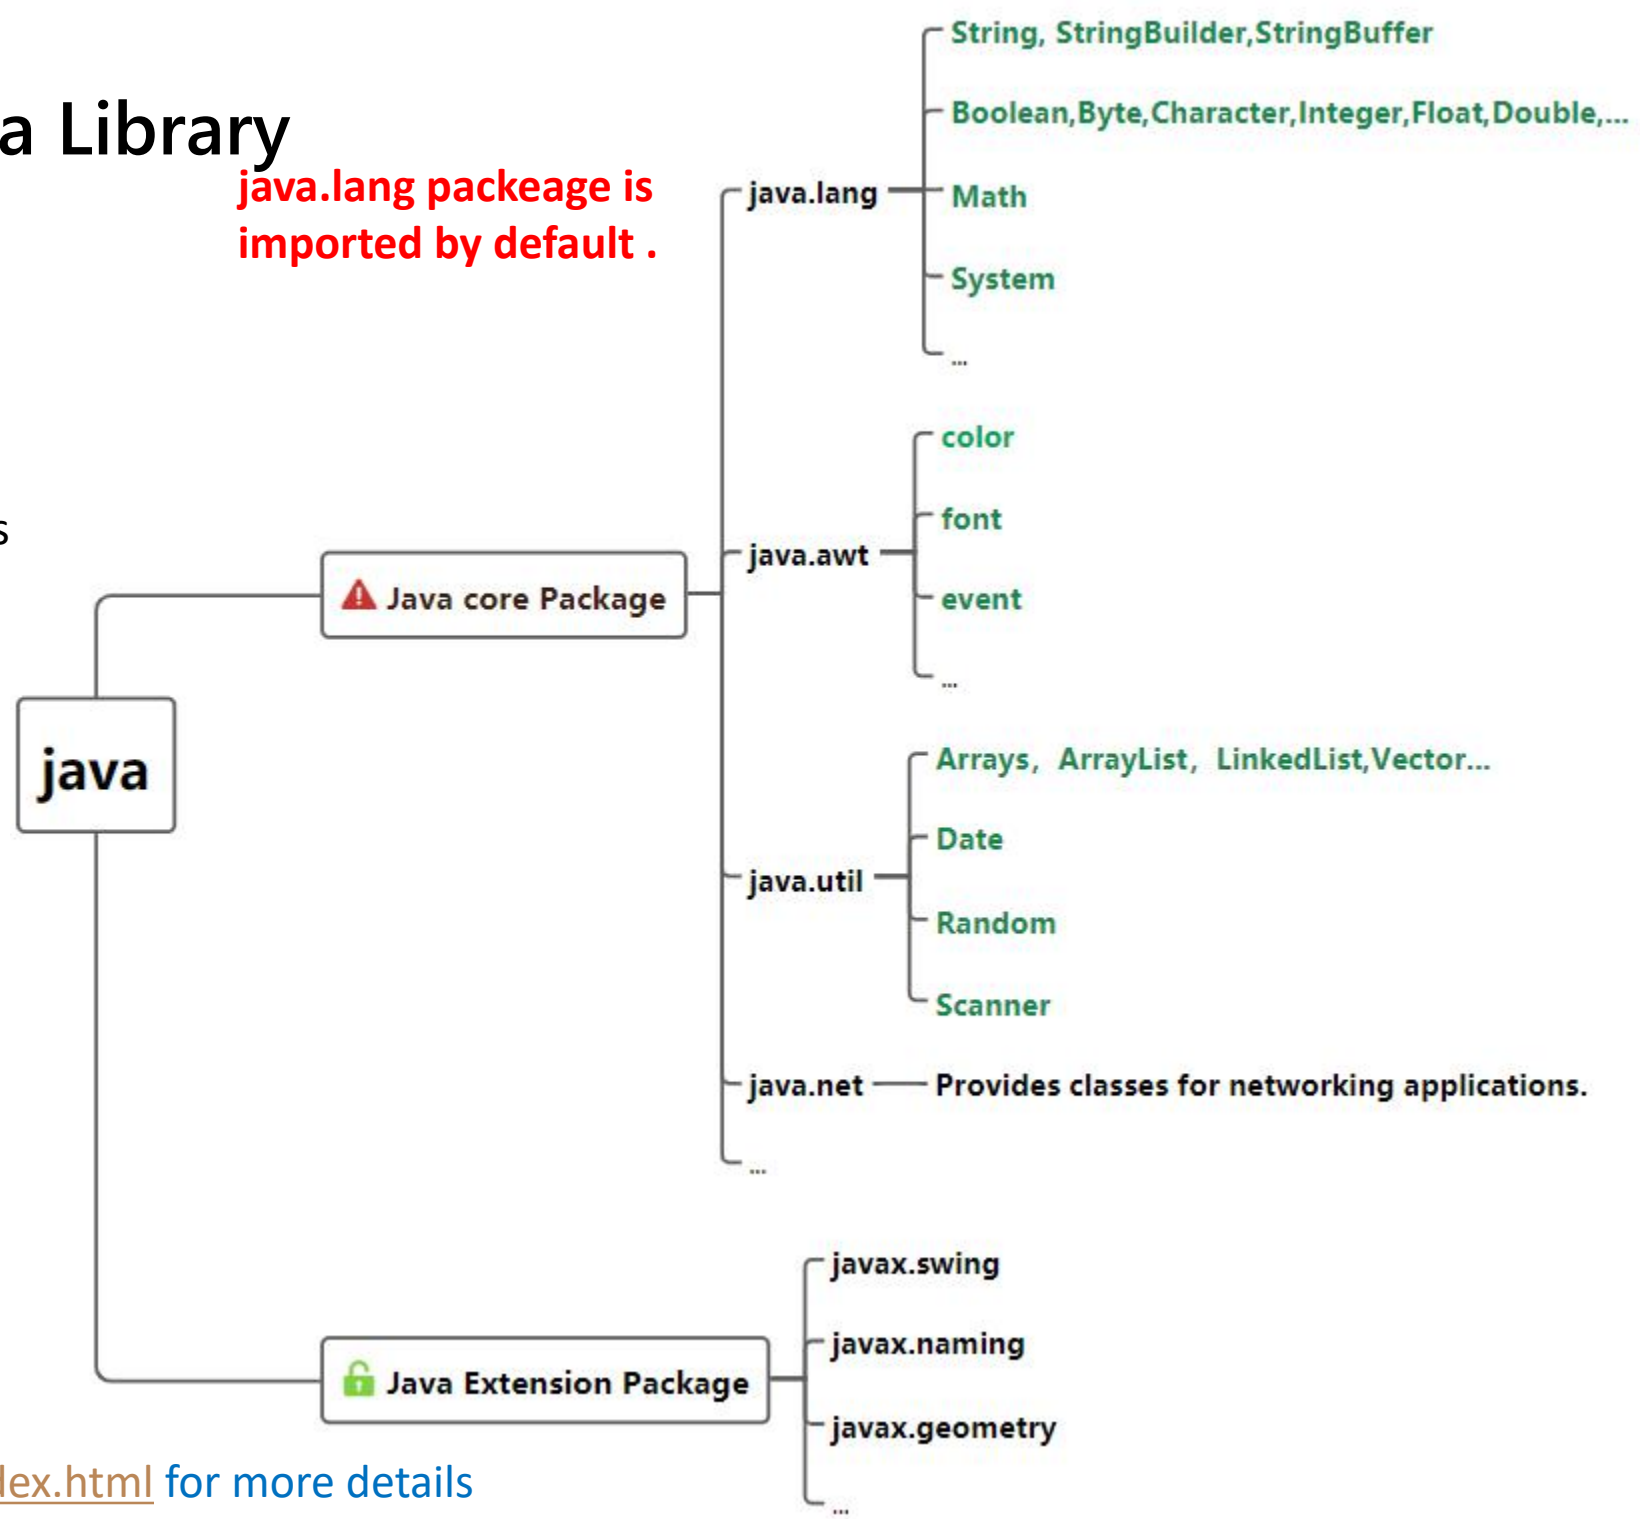 a Library
java.lang packeage is
imported by default .
s
java
Java core Package
java.lang
String, StringBuilder,StringBuffer
Boolean,Byte,Character,Integer,Float,Double,...
Math
System
...
java.awt
color
font
event
...
java.util
Arrays, ArrayList, LinkedList,Vector...
Date
Random
Scanner
java.net
Provides classes for networking applications.
...
Java Extension Package
javax.swing
javax.naming
javax.geometry
...
dex.html for more details